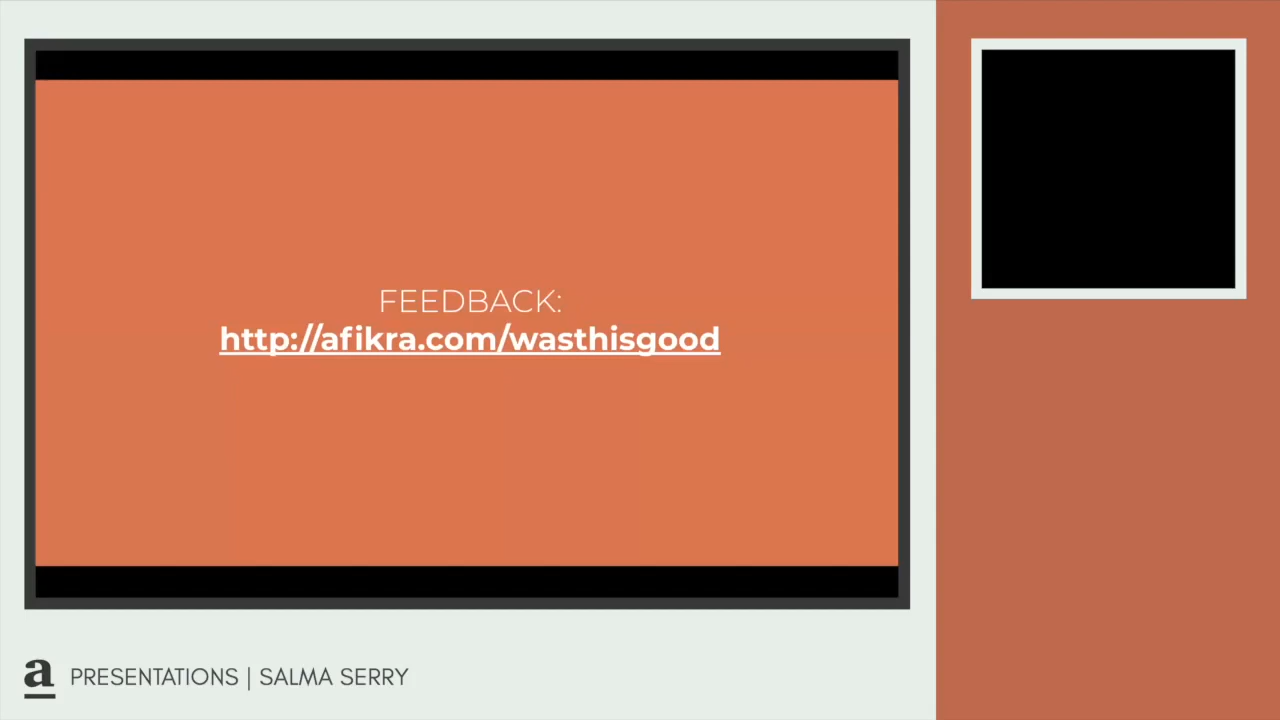 FEEDBACK:
http://afikra.com/wasthisgood
a PRESENTATIONS | SALMA SERRY